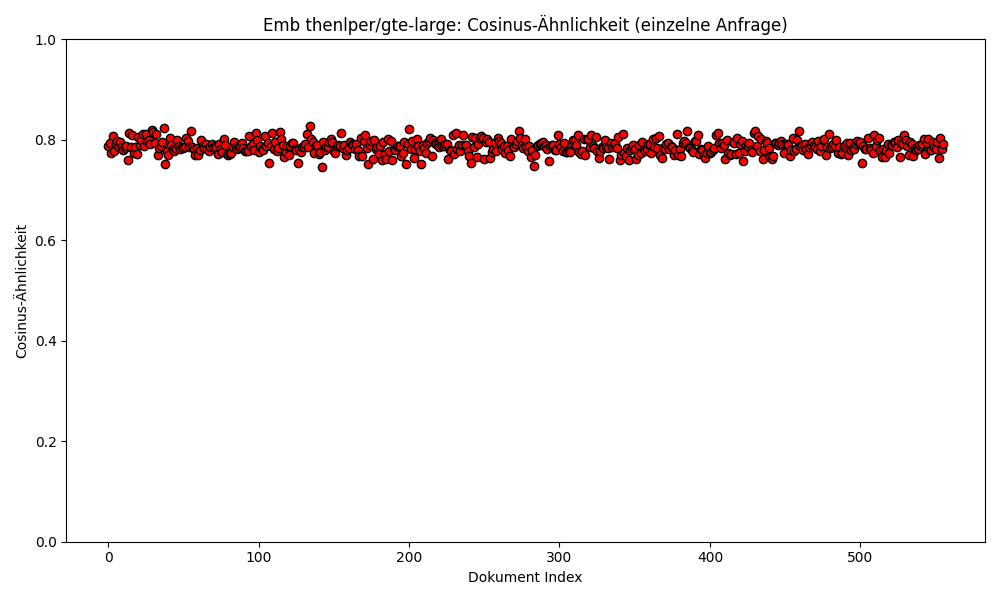 Emb thenlper/gte-large: Cosinus-Ähnlichkeit (einzelne Anfrage)
1.0
0.8
0.6
0.4
0.2
0.0
Cosinus-Ähnlichkeit
0 100 200 300 400 500
Dokument Index